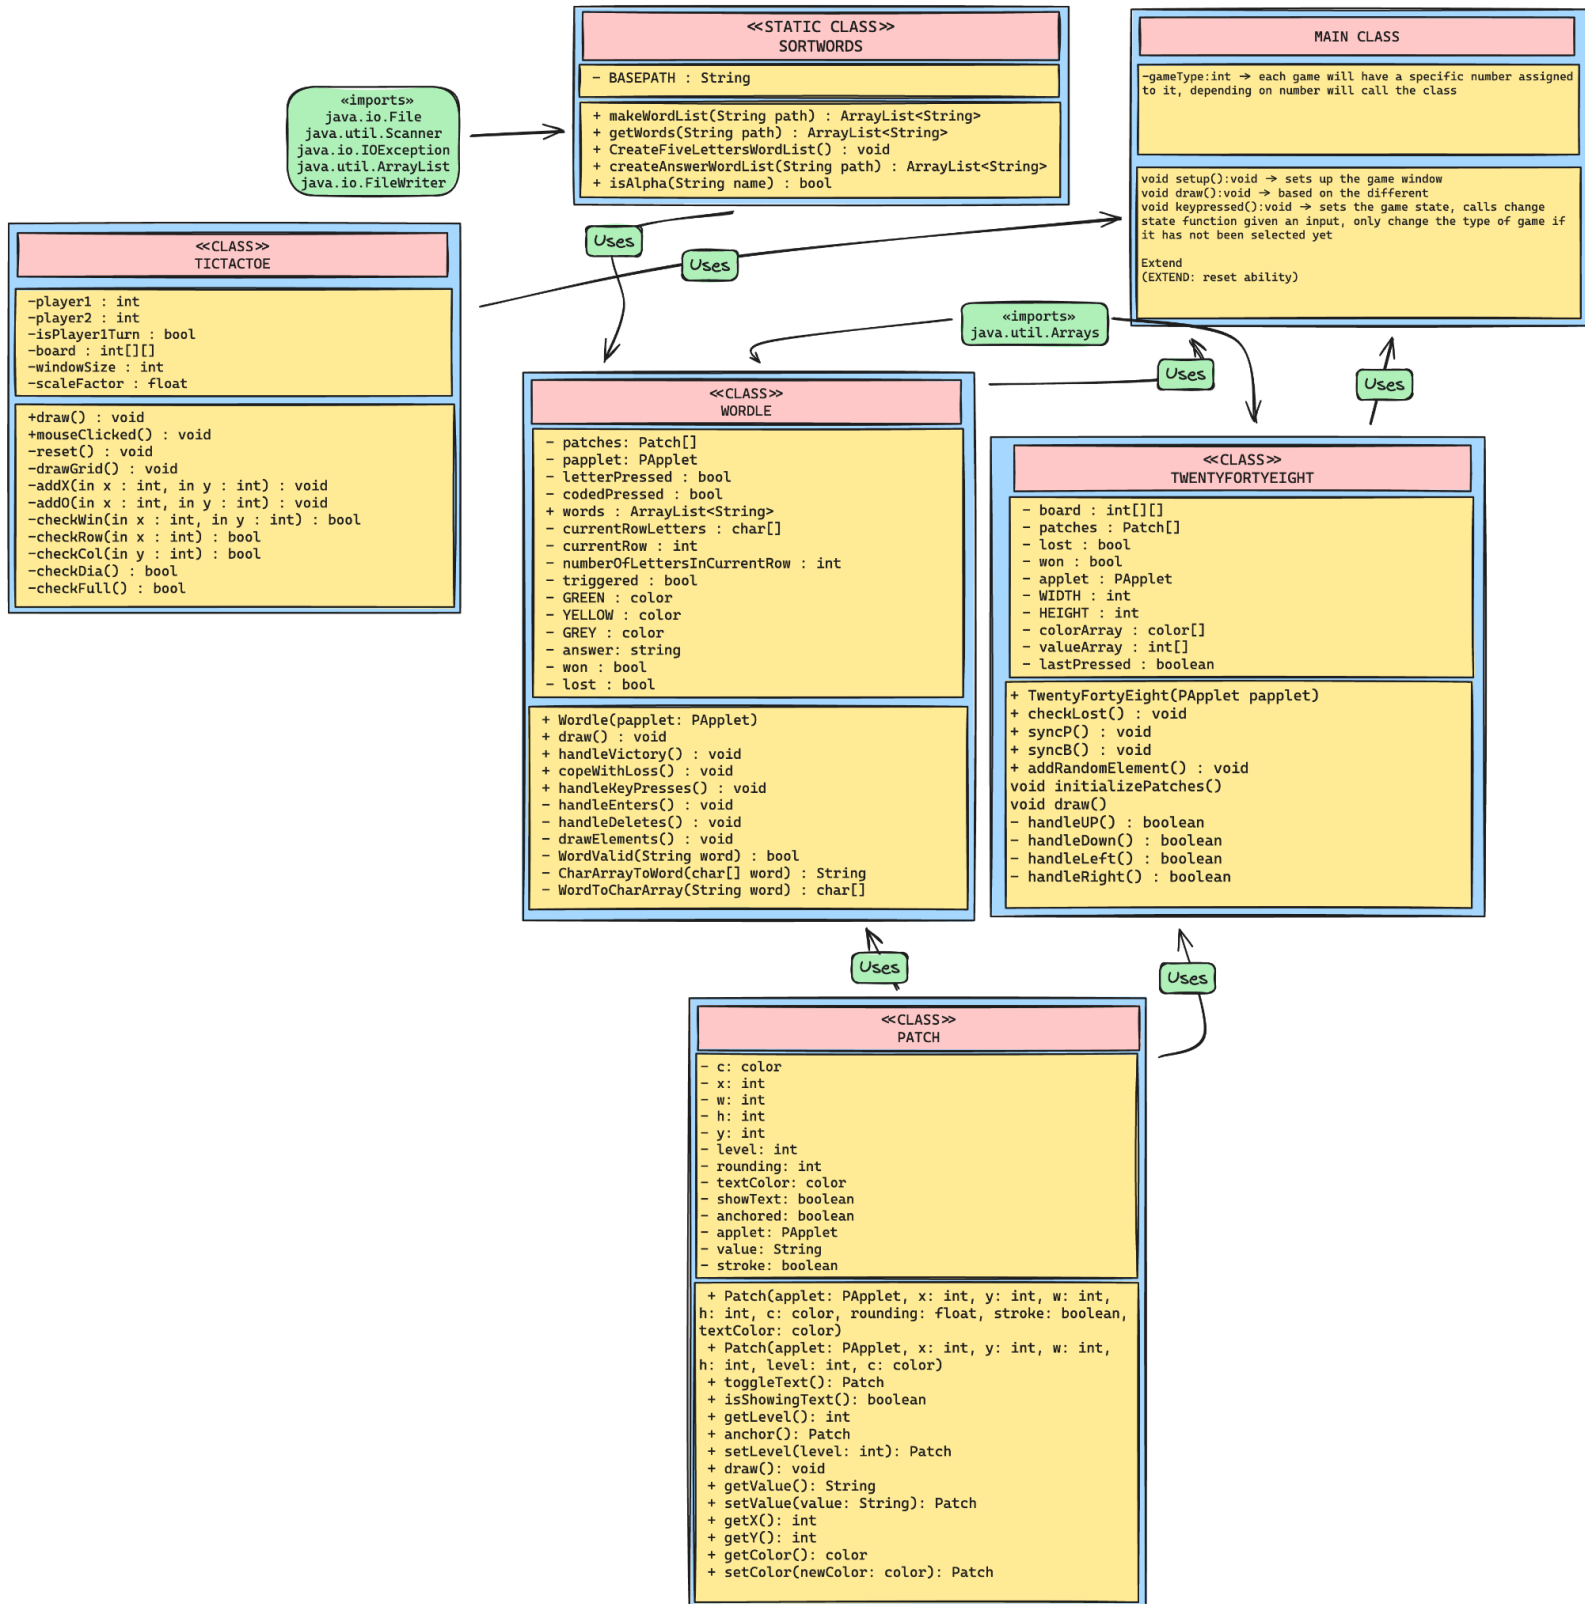 ≪STATIC CLASS≫
SORTWORDS
- BASEPATH : String
+ makeWordList(String path) : ArrayList<String>
+ getWords(String path) : ArrayList<String>
+ CreateFiveLettersWordList() : void
+ createAnswerWordList(String path) : ArrayList<String>
+ isAlpha(String name) : bool
MAIN CLASS
-gameType:int → each game will have a specific number assigned
to it, depending on number will call the class
void setup():void → sets up the game window
void draw():void → based on the different
void keypressed():void → sets the game state, calls change
state function given an input, only change the type of game if
it has not been selected yet
Extend
(EXTEND: reset ability)
«imports»
java.io.File
java.util.Scanner
java.io.IOException
java.util.ArrayList
java.io.FileWriter
Uses
Uses
≪CLASS≫
TICTACTOE
-player1 : int
-player2 : int
-isPlayer1Turn : bool
-board : int[][]
-windowSize : int
-scaleFactor : float
+draw() : void
+mouseClicked() : void
-reset() : void
-drawGrid() : void
-addX(in x : int, in y : int) : void
-addO(in x : int, in y : int) : void
-checkWin(in x : int, in y : int) : bool
-checkRow(in x : int) : bool
-checkCol(in y : int) : bool
-checkDia() : bool
-checkFull() : bool
«imports»
java.util.Arrays
Uses
Uses
≪CLASS≫
WORDLE
- patches: Patch[]
- papplet: PApplet
- letterPressed : bool
- codedPressed : bool
+ words : ArrayList<String>
- currentRowLetters : char[]
- currentRow : int
- numberOfLettersInCurrentRow : int
- triggered : bool
- GREEN : color
- YELLOW : color
- GREY : color
- answer: string
- won : bool
- lost : bool
+ Wordle(papplet: PApplet)
+ draw() : void
+ handleVictory() : void
+ copeWithLoss() : void
+ handleKeyPresses() : void
- handleEnters() : void
- handleDeletes() : void
- drawElements() : void
- WordValid(String word) : bool
- CharArrayToWord(char[] word) : String
- WordToCharArray(String word) : char[]
≪CLASS≫
TWENTYFORTYEIGHT
- board : int[][]
- patches : Patch[]
- lost : bool
- won : bool
- applet : PApplet
- WIDTH : int
- HEIGHT : int
- colorArray : color[]
- valueArray : int[]
- lastPressed : boolean
+ TwentyFortyEight(PApplet papplet)
+ checkLost() : void
+ syncP() : void
+ syncB() : void
+ addRandomElement() : void
void initializePatches()
void draw()
- handleUP() : boolean
- handleDown() : boolean
- handleLeft() : boolean
- handleRight() : boolean
Uses
Uses
≪CLASS≫
PATCH
- c: color
- x: int
- w: int
- h: int
- y: int
- level: int
- rounding: int
- textColor: color
- showText: boolean
- anchored: boolean
- applet: PApplet
- value: String
- stroke: boolean
+ Patch(applet: PApplet, x: int, y: int, w: int,
h: int, c: color, rounding: float, stroke: boolean,
textColor: color)
+ Patch(applet: PApplet, x: int, y: int, w: int,
h: int, level: int, c: color)
+ toggleText(): Patch
+ isShowingText(): boolean
+ getLevel(): int
+ anchor(): Patch
+ setLevel(level: int): Patch
+ draw(): void
+ getValue(): String
+ setValue(value: String): Patch
+ getX(): int
+ getY(): int
+ getColor(): color
+ setColor(newColor: color): Patch